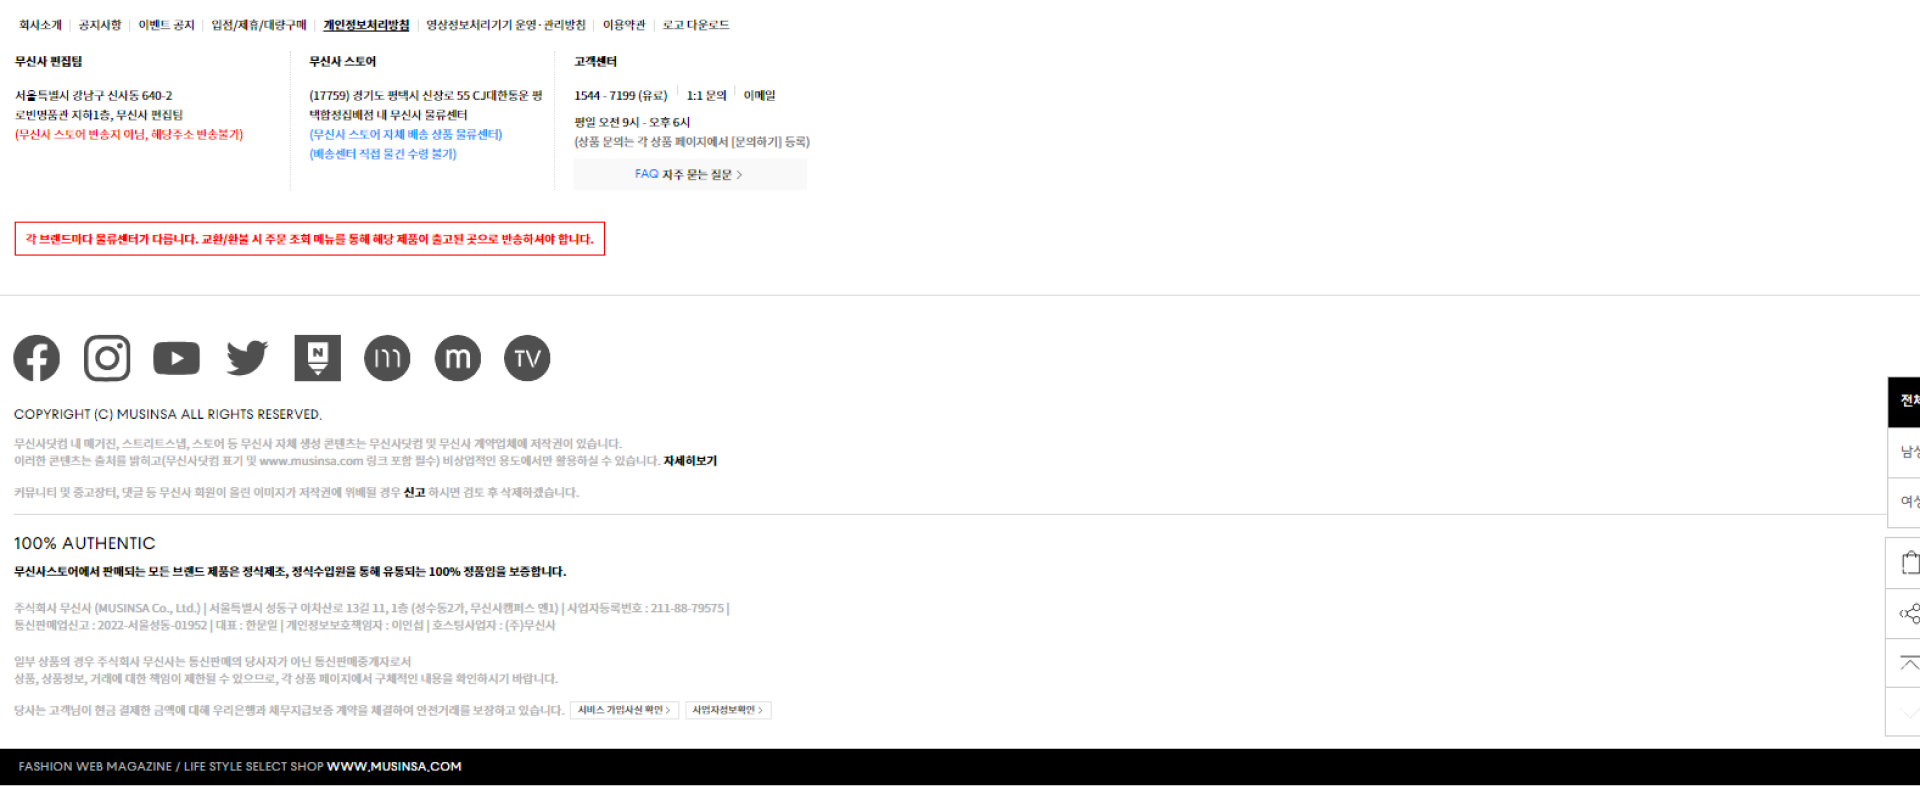 회사소개 공지사항 이벤트 공지 입점/제휴/대량구매 개인정보처리방침 영상정보처리기기 운영·관리방침 이용약관 로고 다운로드
무신사 편집팀
서울특별시 강남구 신사동 640-2
로빈명품관 지하1층, 무신사 편집팀
(무신사 스토어 반송지 아님, 해당주소 반송불가)
무신사 스토어
(17759) 경기도 평택시 신장로 55 CJ대한통운 평
택합정집배점 내 무신사 물류센터
(무신사 스토어 자체 배송 상품 물류센터)
(배송센터 직접 물건 수령 불가)
고객센터
1544 - 7199 (유료) 1:1 문의 이메일
평일 오전 9시 - 오후 6시
(상품 문의는 각 상품 페이지에서 [문의하기] 등록)
FAQ 자주 묻는 질문 >
각 브랜드마다 물류센터가 다릅니다. 교환/환불 시 주문 조회 메뉴를 통해 해당 제품이 출고된 곳으로 반송하셔야 합니다.
N m m TV
COPYRIGHT (C) MUSINSA ALL RIGHTS RESERVED.
무신사닷컴 내 매거진, 스트리트스냅, 스토어 등 무신사 자체 생성 콘텐츠는 무신사닷컴 및 무신사 계약업체에 저작권이 있습니다.
이러한 콘텐츠는 출처를 밝히고(무신사닷컴 표기 및 www.musinsa.com 링크 포함 필수) 비상업적인 용도에서만 활용하실 수 있습니다. 자세히보기
커뮤니티 및 중고장터, 댓글 등 무신사 회원이 올린 이미지가 저작권에 위배될 경우 신고 하시면 검토 후 삭제하겠습니다.
100% AUTHENTIC
무신사스토어에서 판매되는 모든 브랜드 제품은 정식제조, 정식수입원을 통해 유통되는 100% 정품임을 보증합니다.
주식회사 무신사 (MUSINSA Co., Ltd.) | 서울특별시 성동구 아차산로 13길 11, 1층 (성수동2가, 무신사캠퍼스 엔1) | 사업자등록번호 : 211-88-79575 |
통신판매업신고 : 2022-서울성동-01952 | 대표 : 한문일 | 개인정보보호책임자 : 이인섭 | 호스팅사업자 : (주)무신사
일부 상품의 경우 주식회사 무신사는 통신판매의 당사자가 아닌 통신판매중개자로서
상품, 상품정보, 거래에 대한 책임이 제한될 수 있으므로, 각 상품 페이지에서 구체적인 내용을 확인하시기 바랍니다.
당사는 고객님이 현금 결제한 금액에 대해 우리은행과 채무지급보증 계약을 체결하여 안전거래를 보장하고 있습니다. 서비스 가입사실 확인 > 사업자정보확인 >
FASHION WEB MAGAZINE / LIFE STYLE SELECT SHOP WWW.MUSINSA.COM